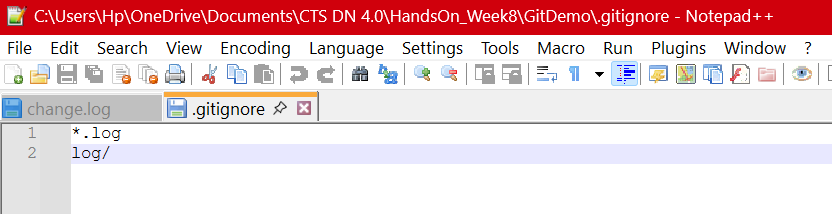 C:\Users\Hp\OneDrive\Documents\CTS DN 4.0\HandsOn_Week8\GitDemo\.gitignore - Notepad++
File Edit Search View Encoding Language Settings Tools Macro Run Plugins Window ?
change.log .gitignore
1 *.log
2 log/